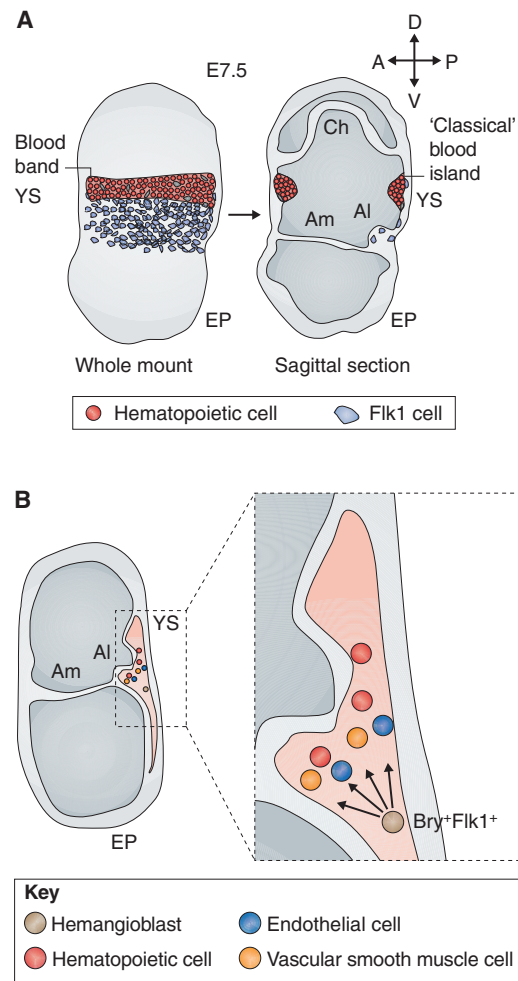 A
E7.5
D
A P
V
Blood
band
YS
Ch
'Classical'
blood
island
YS
Am
Al
EP
EP
Whole mount
Sagittal section
Hematopoietic cell
Flk1 cell
B
YS
Al
Am
EP
Bry+Flk1+
Key
Hemangioblast
Endothelial cell
Hematopoietic cell
Vascular smooth muscle cell